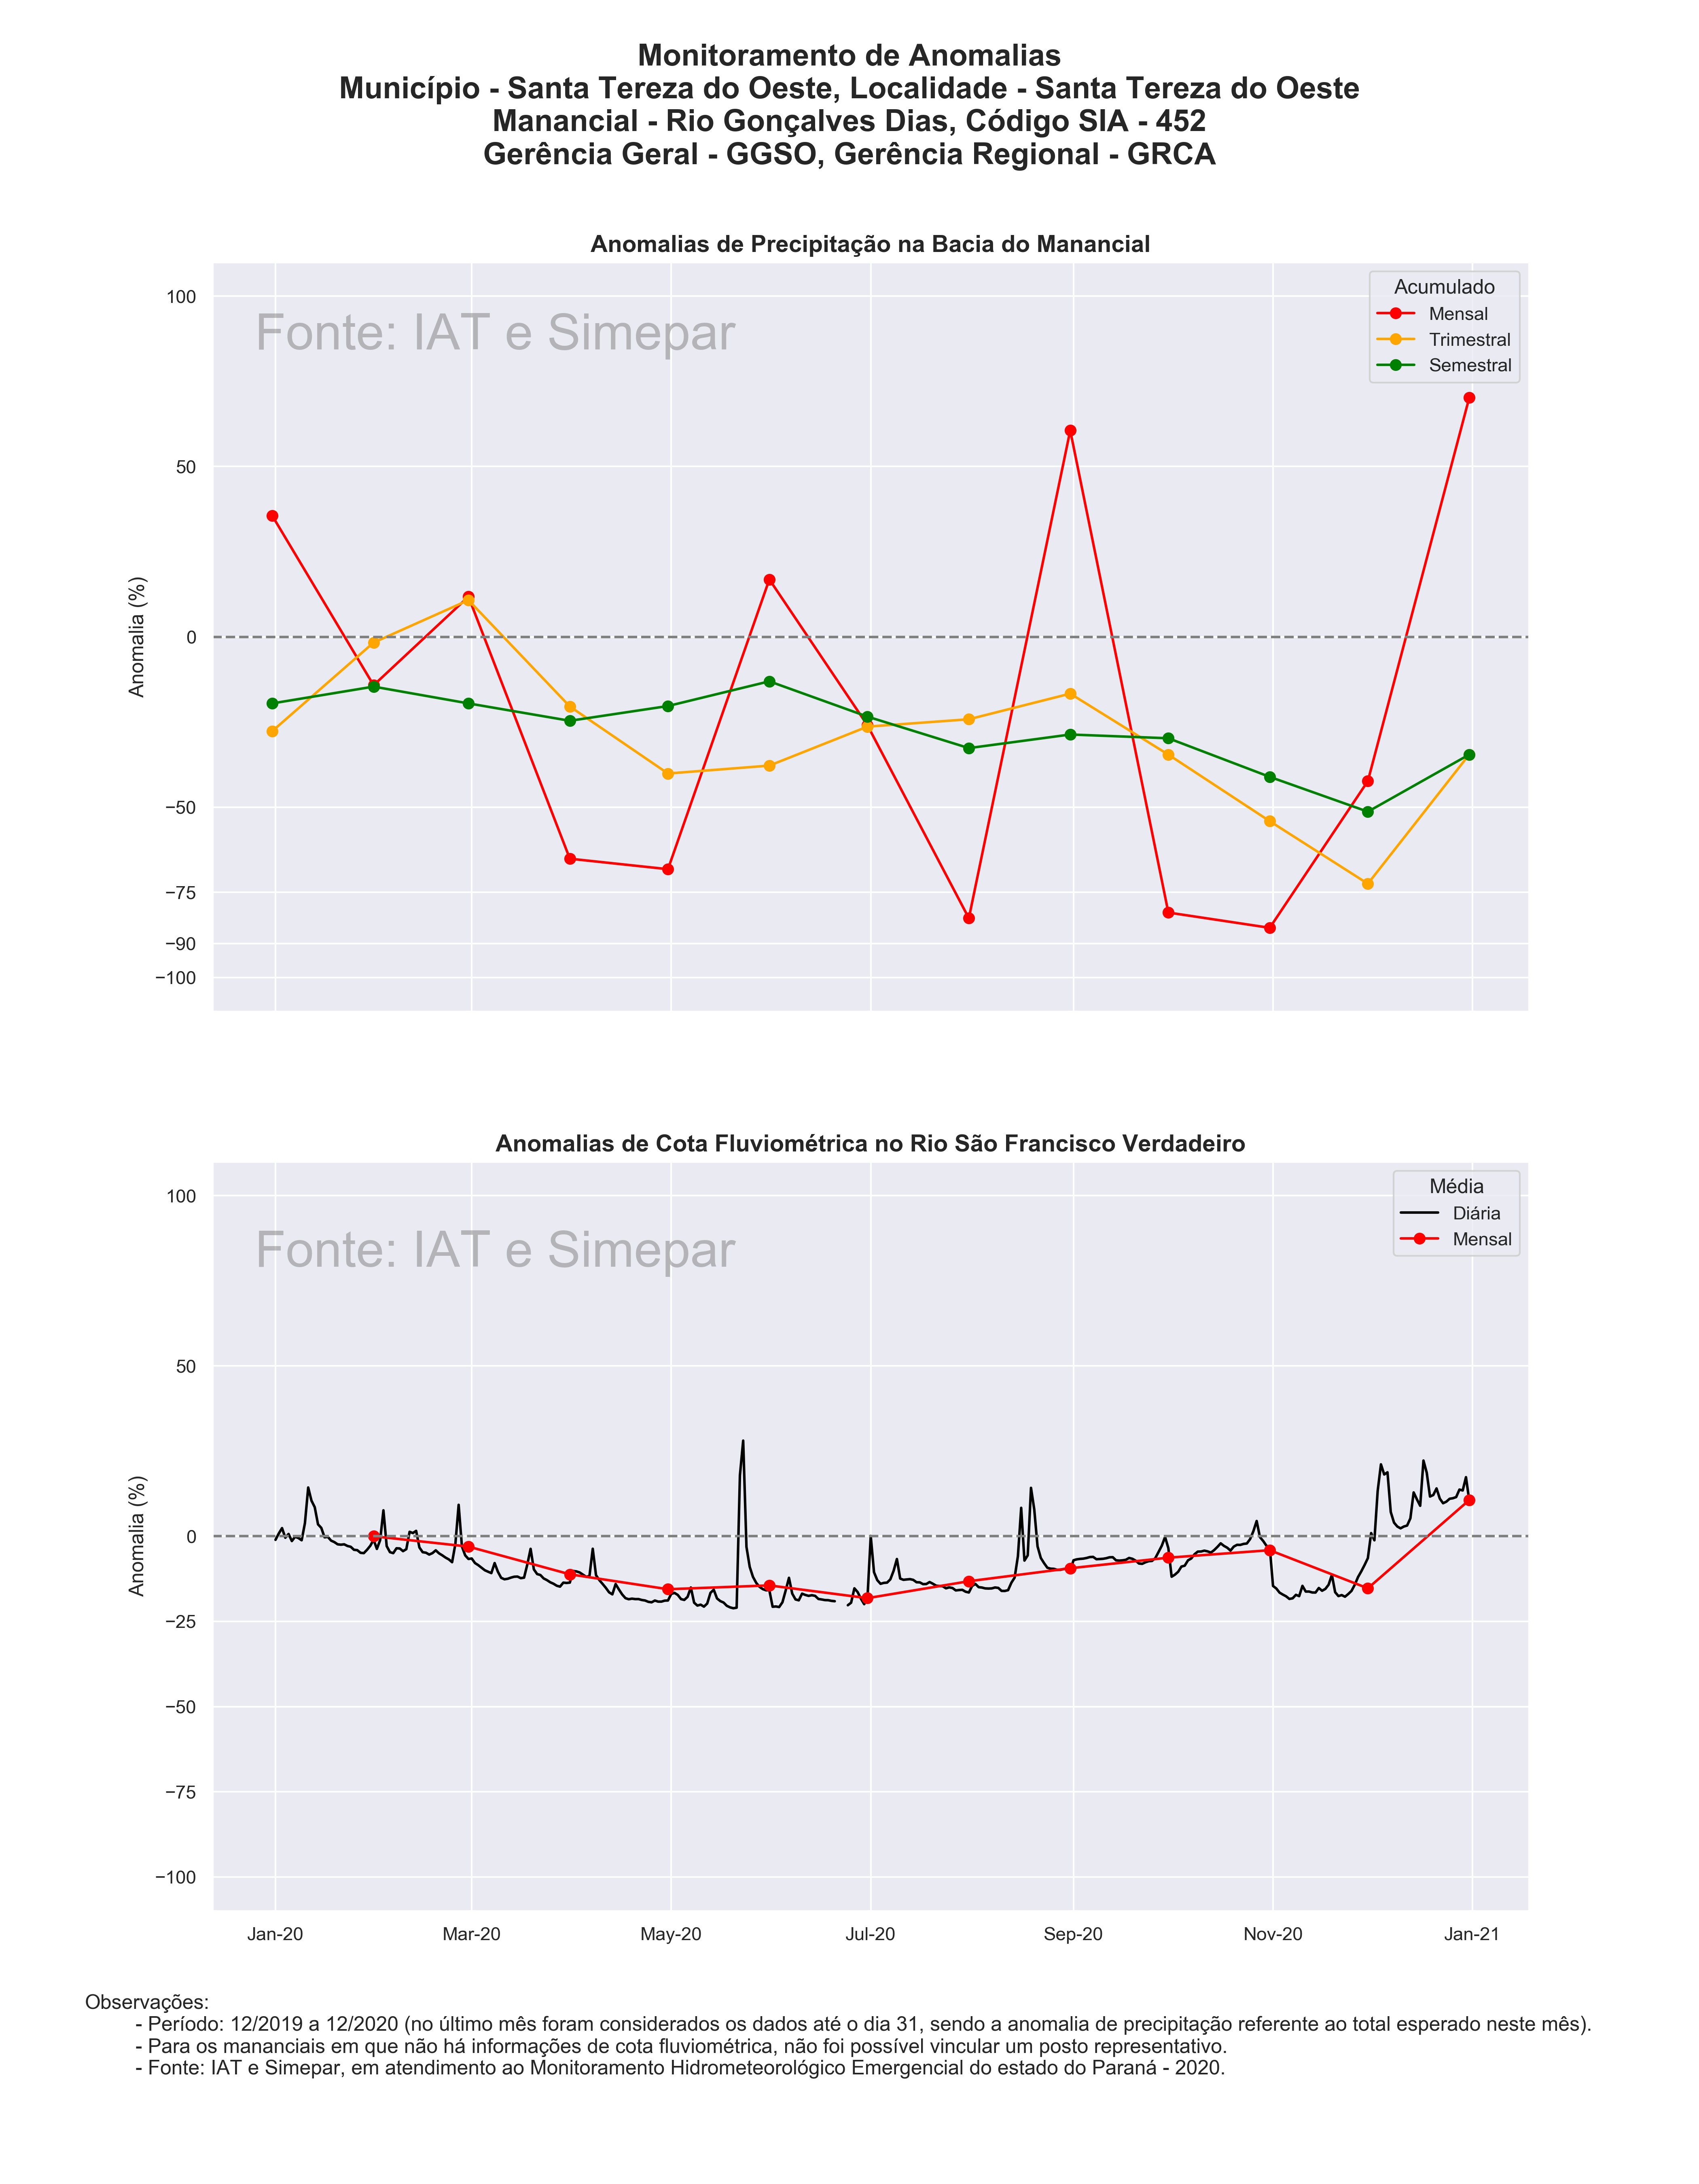 Monitoramento de Anomalias
Município - Santa Tereza do Oeste, Localidade - Santa Tereza do Oeste
Manancial - Rio Gonçalves Dias, Código SIA - 452
Gerência Geral - GGSO, Gerência Regional - GRCA
Anomalias de Precipitação na Bacia do Manancial
Fonte: IAT e Simepar
Acumulado
Mensal
Trimestral
Semestral
Anomalia (%)
100
50
0
−50
−75
−90
−100
Anomalias de Cota Fluviométrica no Rio São Francisco Verdadeiro
Fonte: IAT e Simepar
Média
Diária
Mensal
Anomalia (%)
100
50
0
−25
−50
−75
−100
Jan-20 Mar-20 May-20 Jul-20 Sep-20 Nov-20 Jan-21
Observações:
- Período: 12/2019 a 12/2020 (no último mês foram considerados os dados até o dia 31, sendo a anomalia de precipitação referente ao total esperado neste mês).
- Para os mananciais em que não há informações de cota fluviométrica, não foi possível vincular um posto representativo.
- Fonte: IAT e Simepar, em atendimento ao Monitoramento Hidrometeorológico Emergencial do estado do Paraná - 2020.